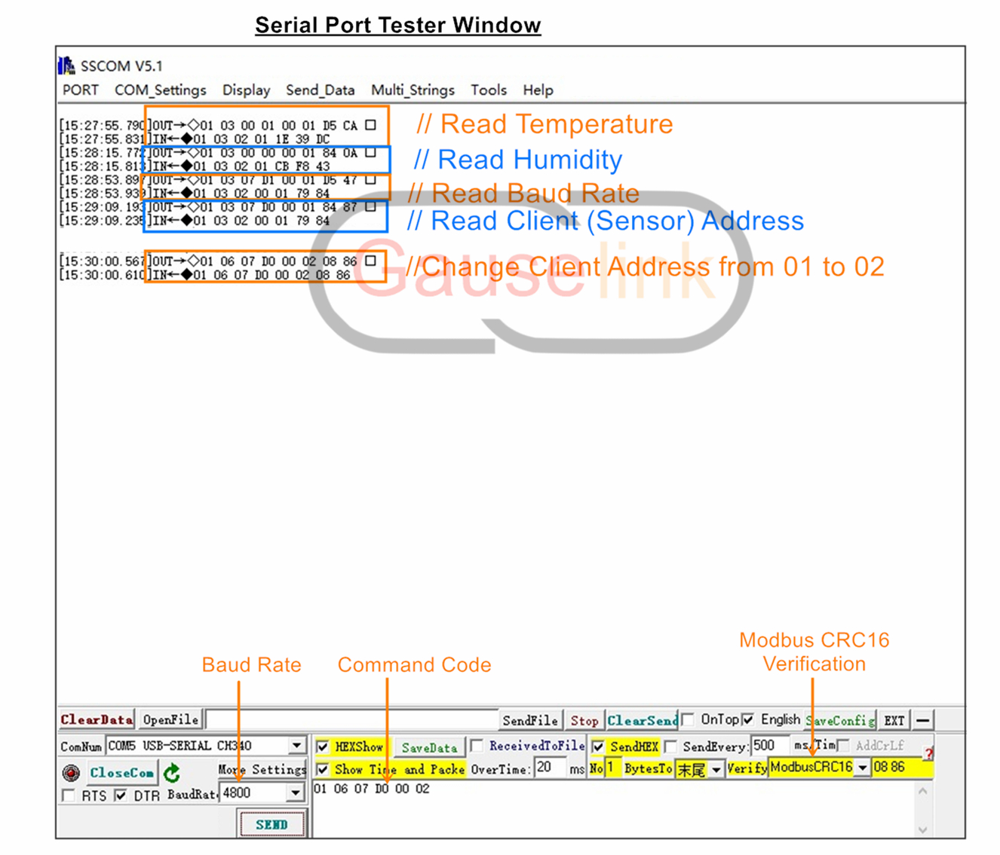 Serial Port Tester Window
SSCOM V5.1
PORT COM_Settings Display Send_Data Multi_Strings Tools Help
[15:27:55.790]OUT→◇01 03 00 01 00 01 D5 CA □ // Read Temperature
[15:27:55.831]IN←◆01 03 02 01 1E 39 DC
[15:28:15.772]OUT→◇01 03 00 00 00 01 84 0A □ // Read Humidity
[15:28:15.813]IN←◆01 03 02 01 CB F8 43
[15:28:53.897]OUT→◇01 03 07 D1 00 01 D5 47 □ // Read Baud Rate
[15:28:53.939]IN←◆01 03 02 00 01 79 84
[15:29:09.193]OUT→◇01 03 07 D0 00 01 84 87 □ // Read Client (Sensor) Address
[15:29:09.235]IN←◆01 03 02 00 01 79 84
[15:30:00.567]OUT→◇01 06 07 D0 00 02 08 86 □ //Change Client Address from 01 to 02
[15:30:00.610]IN←◆01 06 07 D0 00 02 08 86
Gauselink
Modbus CRC16
Verification
Baud Rate Command Code
ClearData OpenFile SendFile Stop ClearSend OnTop English SaveConfig EXT —
ComNum COM5 USB-SERIAL CH340 HEXShow SaveData ReceivedToFile SendHEX SendEvery: 500 ms/Tim AddCrLf ?
CloseCom More Settings Show Time and Packe OverTime: 20 ms No 1 BytesTo 末尾 Verify ModbusCRC16 08 86
RTS DTR BaudRat 4800 01 06 07 D0 00 02
SEND